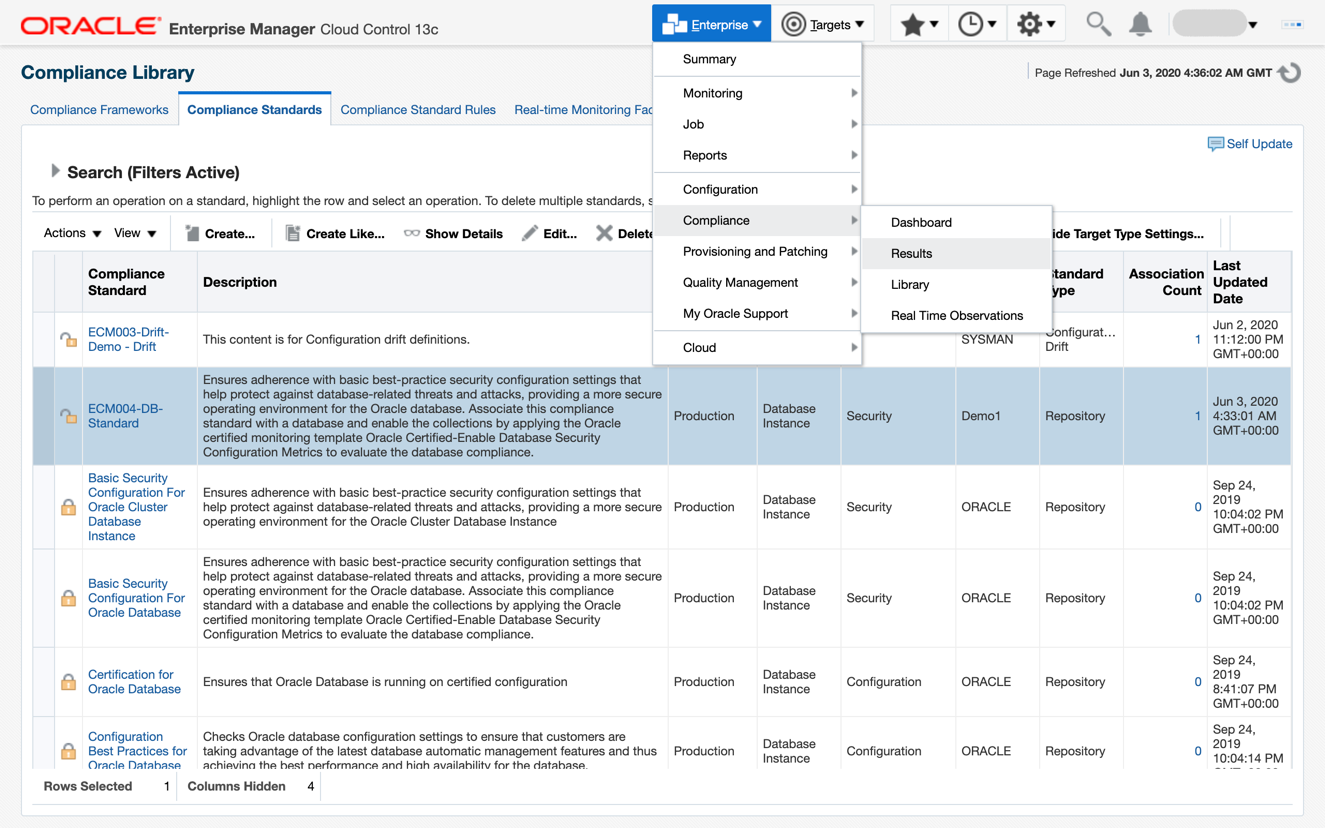 ORACLE® Enterprise Manager Cloud Control 13c
Enterprise
Targets
Compliance Library
Page Refreshed Jun 3, 2020 4:36:02 AM GMT
Compliance Frameworks
Compliance Standards
Compliance Standard Rules
Real-time Monitoring Fac
Self Update
Search (Filters Active)
To perform an operation on a standard, highlight the row and select an operation. To delete multiple standards, s
Actions
View
Create...
Create Like...
Show Details
Edit...
Delete
ide Target Type Settings...
Summary
Monitoring
Job
Reports
Configuration
Compliance
Provisioning and Patching
Quality Management
My Oracle Support
Cloud
Dashboard
Results
Library
Real Time Observations
Compliance
Standard
Description
Standard
Type
Association
Count
Last
Updated
Date
ECM003-Drift-
Demo - Drift
This content is for Configuration drift definitions.
SYSMAN
Configurat...
Drift
1
Jun 2, 2020
11:12:00 PM
GMT+00:00
ECM004-DB-
Standard
Ensures adherence with basic best-practice security configuration settings that
help protect against database-related threats and attacks, providing a more secure
operating environment for the Oracle database. Associate this compliance
standard with a database and enable the collections by applying the Oracle
certified monitoring template Oracle Certified-Enable Database Security
Configuration Metrics to evaluate the database compliance.
Production
Database
Instance
Security
Demo1
Repository
1
Jun 3, 2020
4:33:01 AM
GMT+00:00
Basic Security
Configuration For
Oracle Cluster
Database
Instance
Ensures adherence with basic best-practice security configuration settings that
help protect against database-related threats and attacks, providing a more secure
operating environment for the Oracle Cluster Database Instance
Production
Database
Instance
Security
ORACLE
Repository
0
Sep 24,
2019
10:04:02 PM
GMT+00:00
Basic Security
Configuration For
Oracle Database
Ensures adherence with basic best-practice security configuration settings that
help protect against database-related threats and attacks, providing a more secure
operating environment for the Oracle database. Associate this compliance
standard with a database and enable the collections by applying the Oracle
certified monitoring template Oracle Certified-Enable Database Security
Configuration Metrics to evaluate the database compliance.
Production
Database
Instance
Security
ORACLE
Repository
0
Sep 24,
2019
10:04:02 PM
GMT+00:00
Certification for
Oracle Database
Ensures that Oracle Database is running on certified configuration
Production
Database
Instance
Configuration
ORACLE
Repository
0
Sep 24,
2019
8:41:07 PM
GMT+00:00
Configuration
Best Practices for
Oracle Database
Checks Oracle database configuration settings to ensure that customers are
taking advantage of the latest database automatic management features and thus
achieving the best performance and high availability for the database.
Production
Database
Instance
Configuration
ORACLE
Repository
0
Sep 24,
2019
10:04:14 PM
Rows Selected 1
Columns Hidden 4